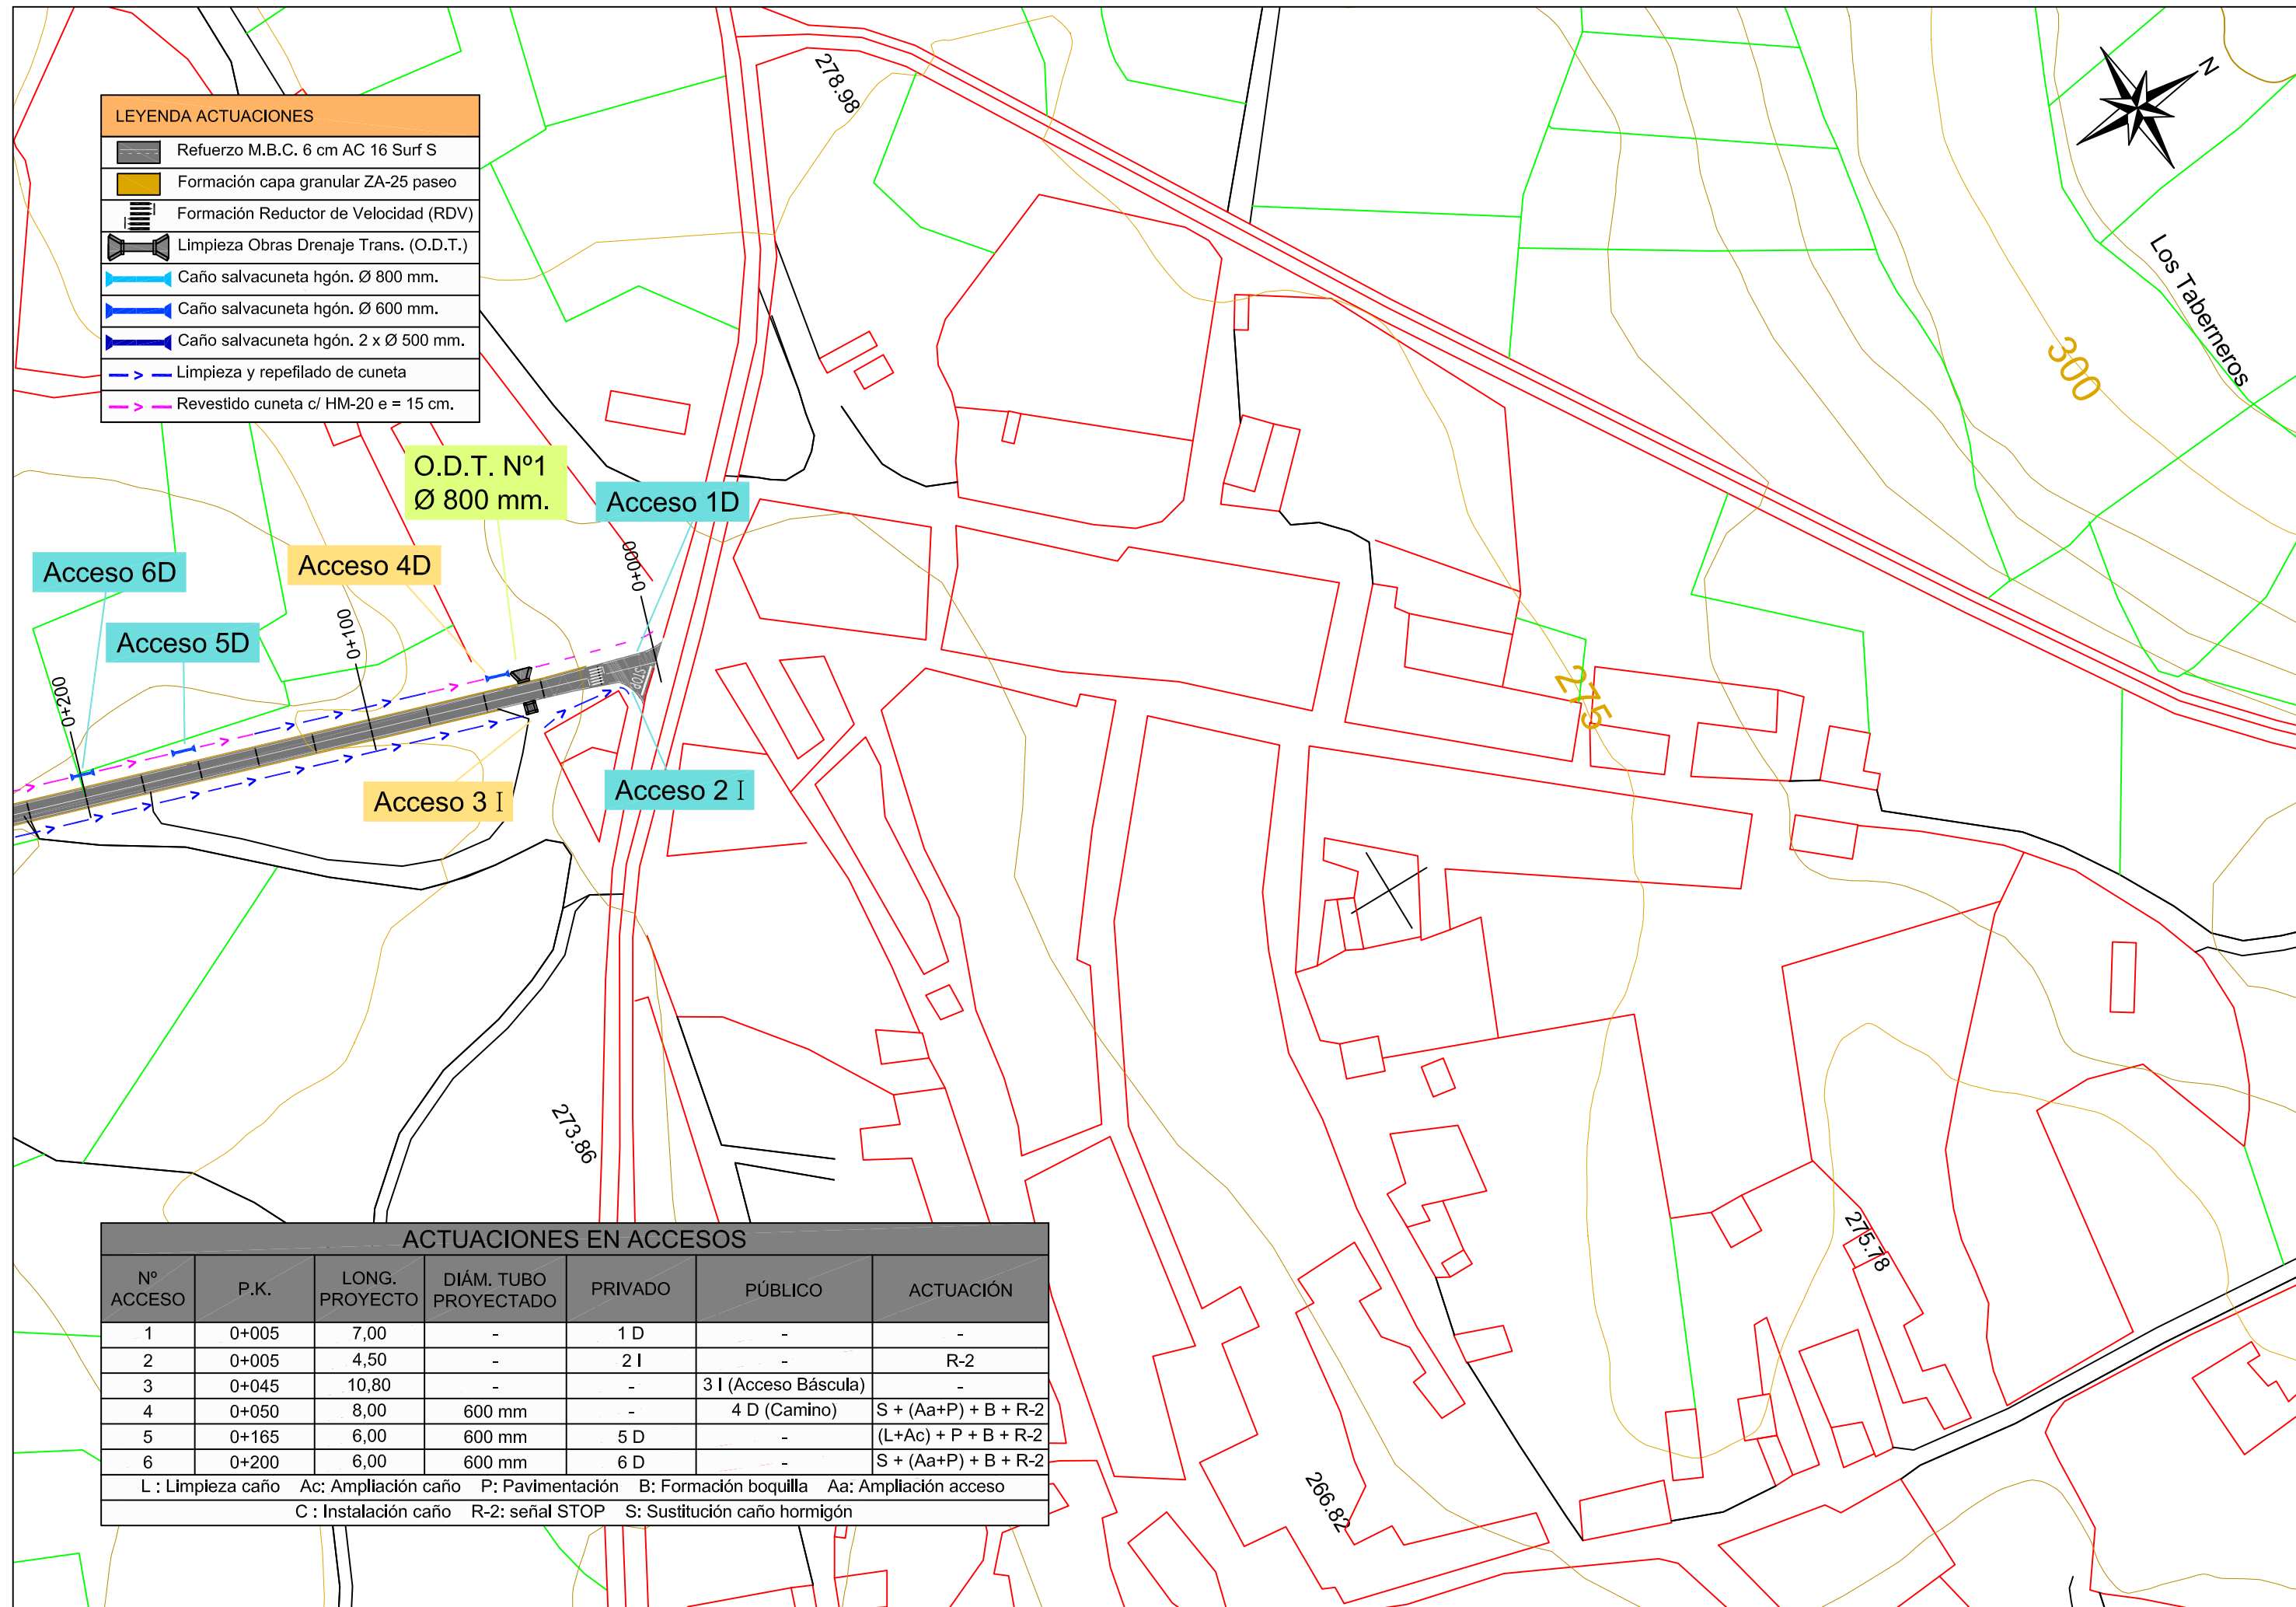 278.98
N
LEYENDA ACTUACIONES
Refuerzo M.B.C. 6 cm AC 16 Surf S
Formación capa granular ZA-25 paseo
Formación Reductor de Velocidad (RDV)
Limpieza Obras Drenaje Trans. (O.D.T.)
Caño salvacuneta hgón. Ø 800 mm.
Caño salvacuneta hgón. Ø 600 mm.
Caño salvacuneta hgón. 2 x Ø 500 mm.
Limpieza y repefilado de cuneta
Revestido cuneta c/ HM-20 e = 15 cm.
Los Taberneros
300
O.D.T. Nº1
Ø 800 mm.
Acceso 1D
Acceso 4D
Acceso 6D
0+000
Acceso 5D
0+100
0+200
STOP
275
Acceso 3 I
Acceso 2 I
273.86
275.78
266.82
ACTUACIONES EN ACCESOS
Nº ACCESO P.K. LONG. PROYECTO DIÁM. TUBO PROYECTADO PRIVADO PÚBLICO ACTUACIÓN
1 0+005 7,00 - 1 D - -
2 0+005 4,50 - 2 I - R-2
3 0+045 10,80 - - 3 I (Acceso Báscula) -
4 0+050 8,00 600 mm - 4 D (Camino) S + (Aa+P) + B + R-2
5 0+165 6,00 600 mm 5 D - (L+Ac) + P + B + R-2
6 0+200 6,00 600 mm 6 D - S + (Aa+P) + B + R-2
L : Limpieza caño Ac: Ampliación caño P: Pavimentación B: Formación boquilla Aa: Ampliación acceso
C : Instalación caño R-2: señal STOP S: Sustitución caño hormigón